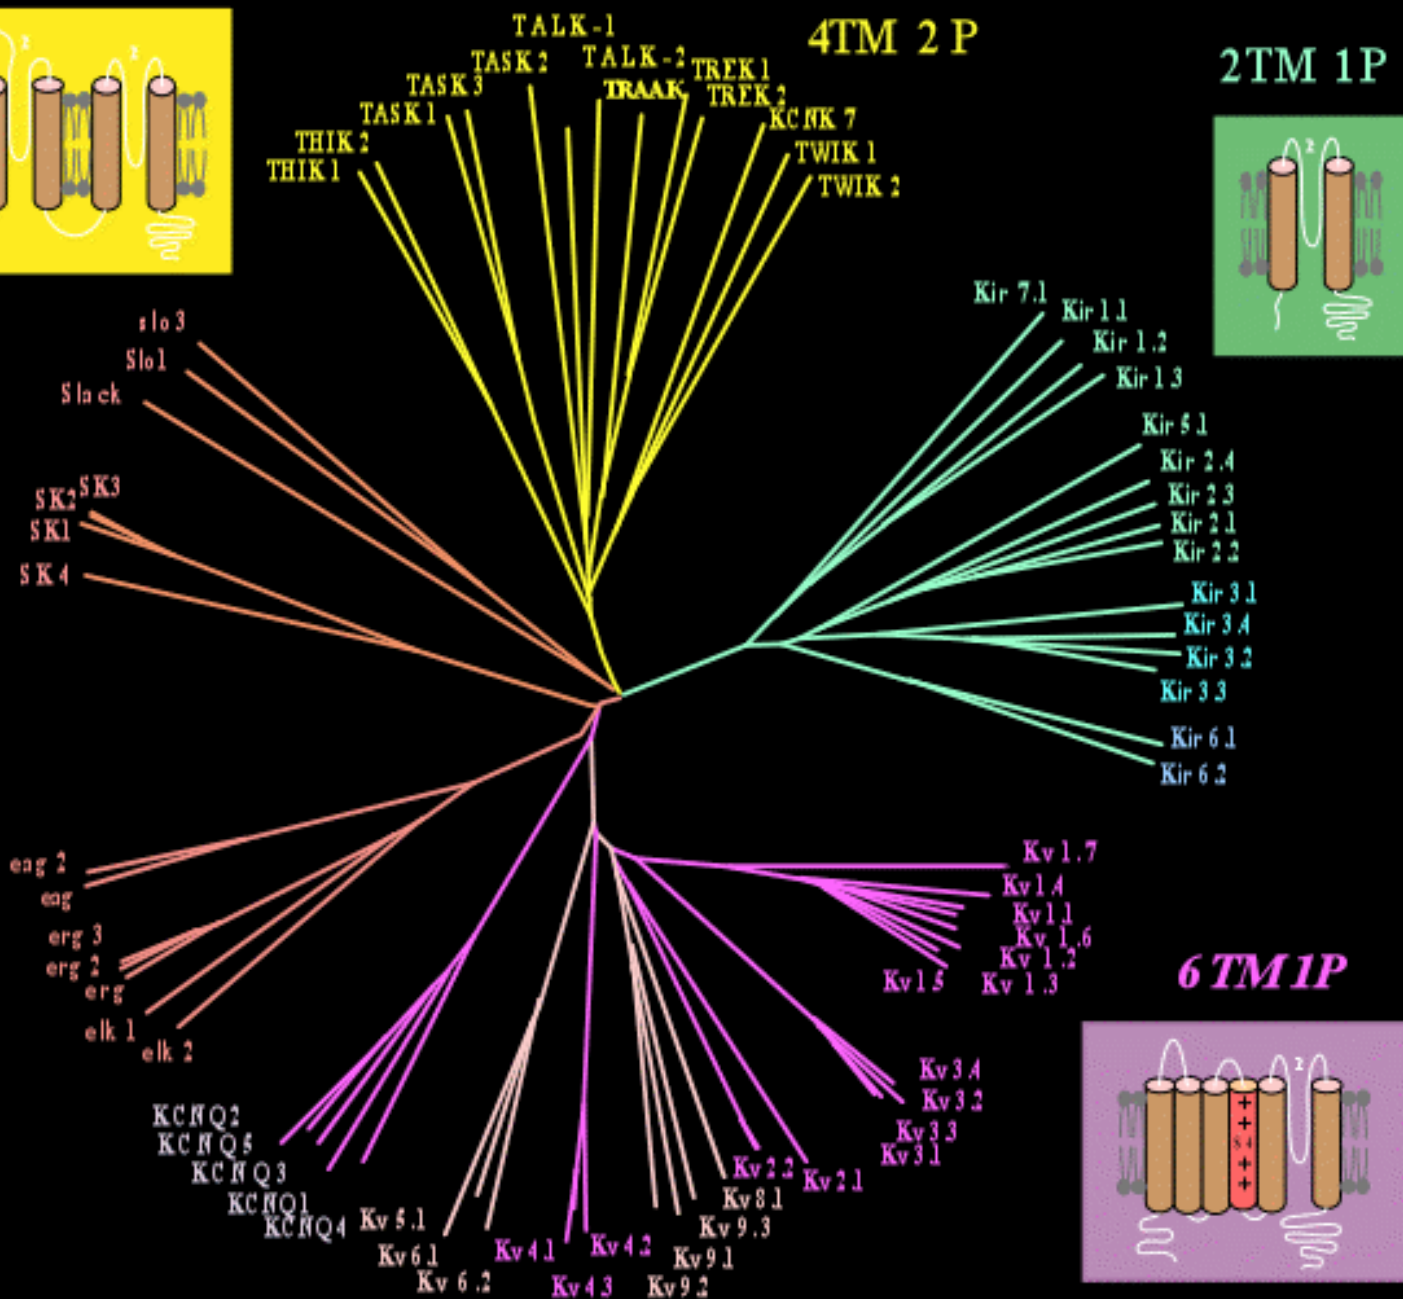 4TM 2 P
2TM 1P
TALK-1
TALK-2
TASK 2
TREK 1
TRAAK
TREK 2
TASK 3
TASK 1
KCNK 7
THIK 2
TWIK 1
THIK 1
TWIK 2
2
2
2
Kir 7.1
Kir 1.1
Kir 1.2
Kir 1.3
Kir 5.1
Kir 2.4
Kir 2.3
Kir 2.1
Kir 2.2
Kir 3.1
Kir 3.4
Kir 3.2
Kir 3.3
Kir 6.1
Kir 6.2
slo 3
Slo1
Slack
SK3
SK2
SK1
SK4
eag 2
eag
erg 3
erg 2
erg
elk 1
elk 2
KCNQ2
KCNQ5
KCNQ3
KCNQ1
KCNQ4
Kv 5.1
Kv 6.1
Kv 6.2
Kv 4.1
Kv 4.3
Kv 4.2
Kv 9.2
Kv 9.1
Kv 9.3
Kv 8.1
Kv 2.2
Kv 2.1
Kv 3.1
Kv 3.3
Kv 3.2
Kv 3.4
Kv 1.7
Kv 1.4
Kv 1.1
Kv 1.6
Kv 1.2
Kv 1.3
Kv 1.5
6 TM 1P
2
+
+
S4
+
+